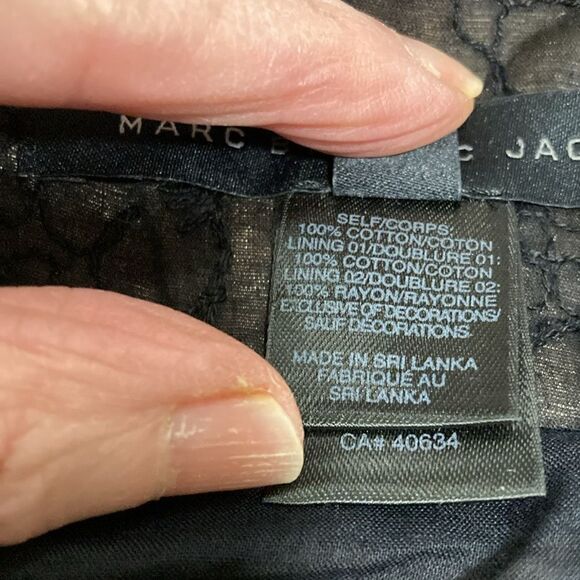 MARC B C JAC
SELF/CORPS:
100% COTTON/COTON
LINING 01/DOUBLURE 01:
100% COTTON/COTON
LINING 02/DOUBLURE 02:
100% RAYON/RAYONNE
EXCLUSIVE OF DECORATIONS/
SAUF DECORATIONS.
MADE IN SRI LANKA
FABRIQUÉ AU
SRI LANKA
CA# 40634